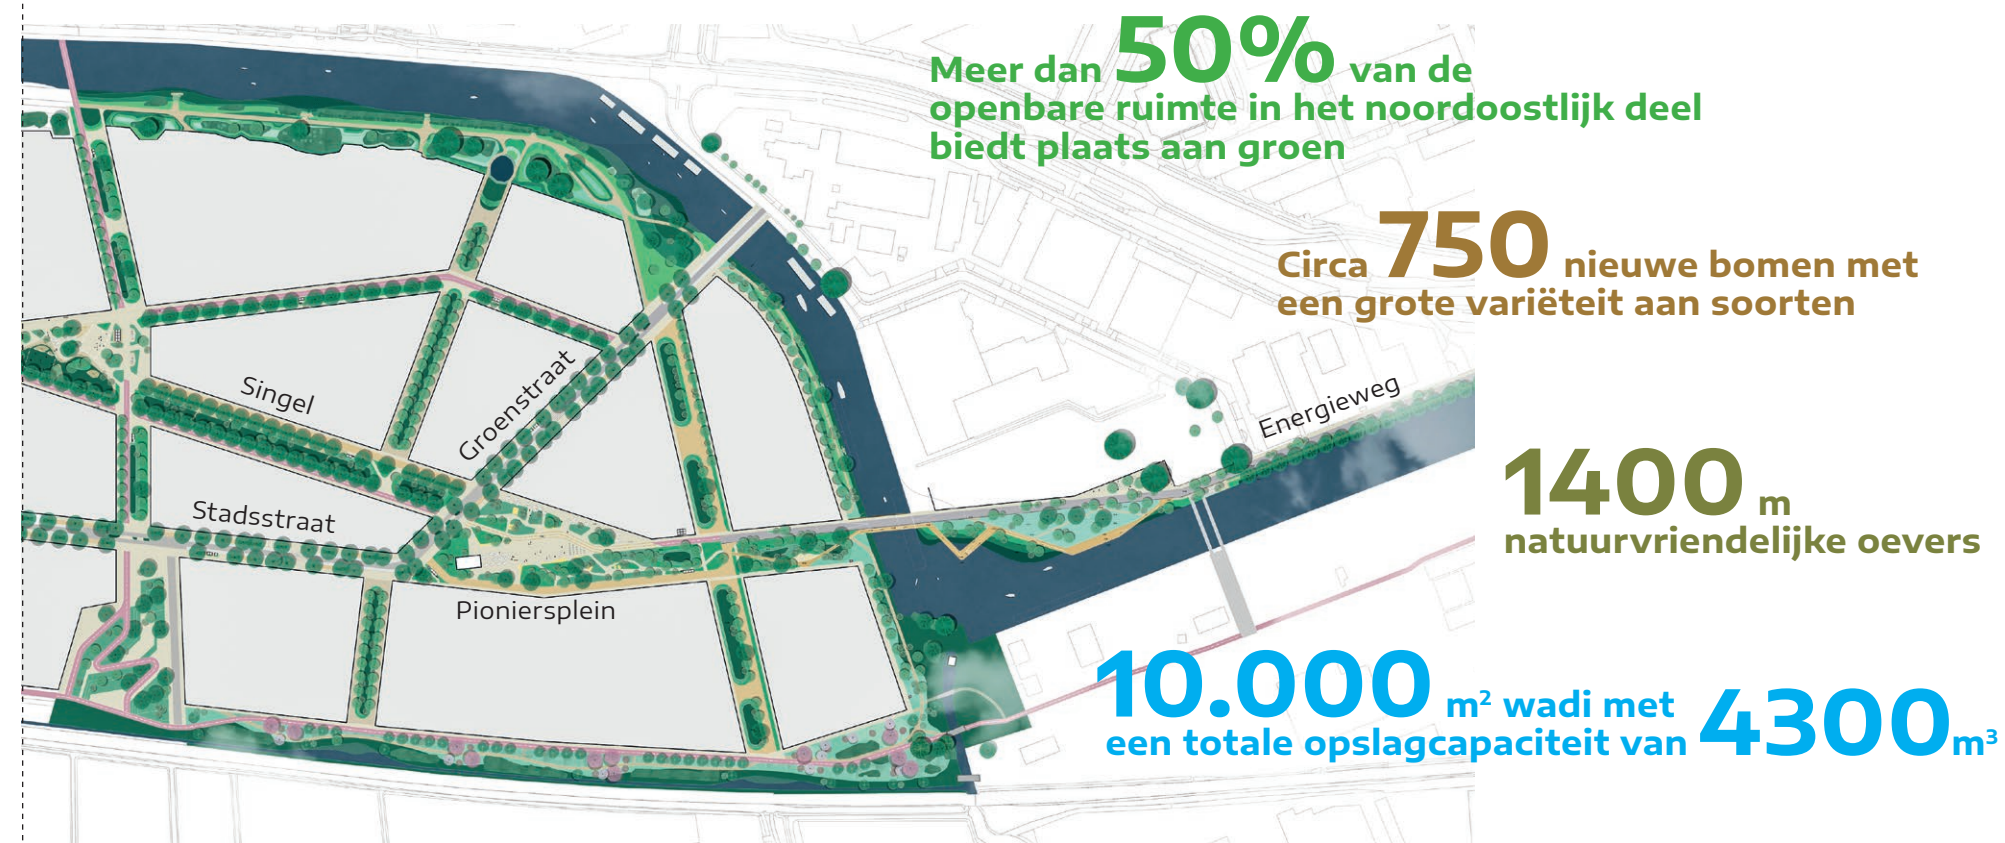 Meer dan 50% van de
openbare ruimte in het noordoostlijk deel
biedt plaats aan groen
Circa 750 nieuwe bomen met
een grote variëteit aan soorten
Singel
Groenstraat
Energieweg
1400 m
natuurvriendelijke oevers
Stadsstraat
Pioniersplein
10.000 m² wadi met
een totale opslagcapaciteit van 4300 m³